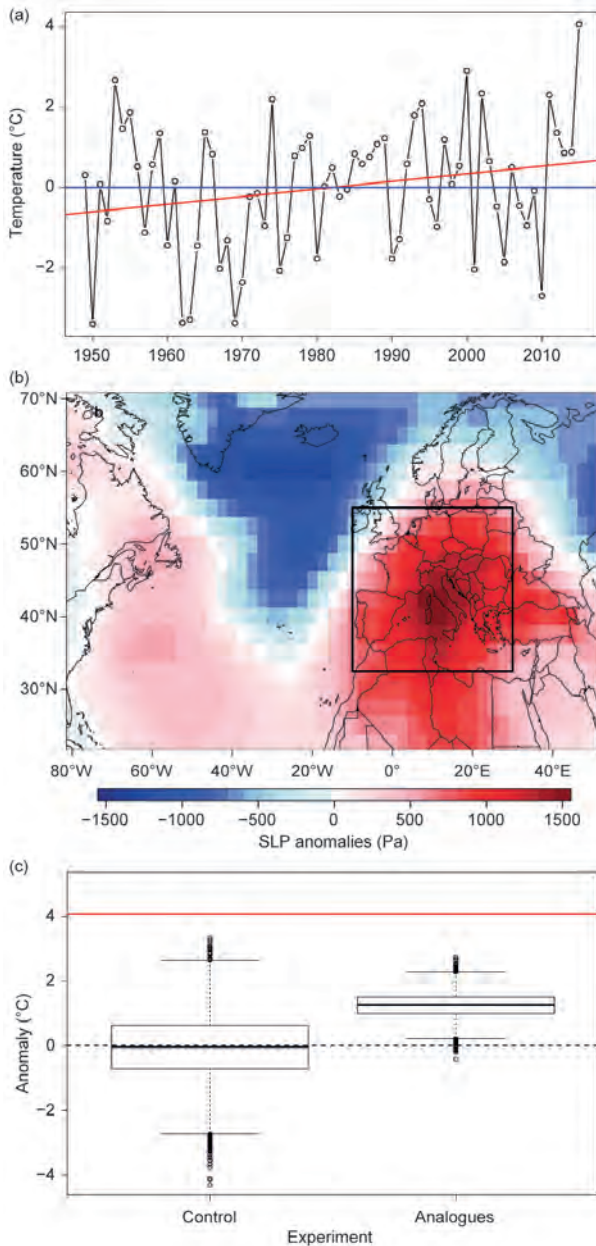 (a)
4
2
0
−2
Temperature (°C)
1950 1960 1970 1980 1990 2000 2010
(b)
70°N
60°N
50°N
40°N
30°N
80°W 60°W 40°W 20°W 0°E 20°E 40°E
−1500 −1000 −500 0 500 1000 1500
SLP anomalies (Pa)
(c)
4
2
0
−2
−4
Anomaly (°C)
Control Analogues
Experiment